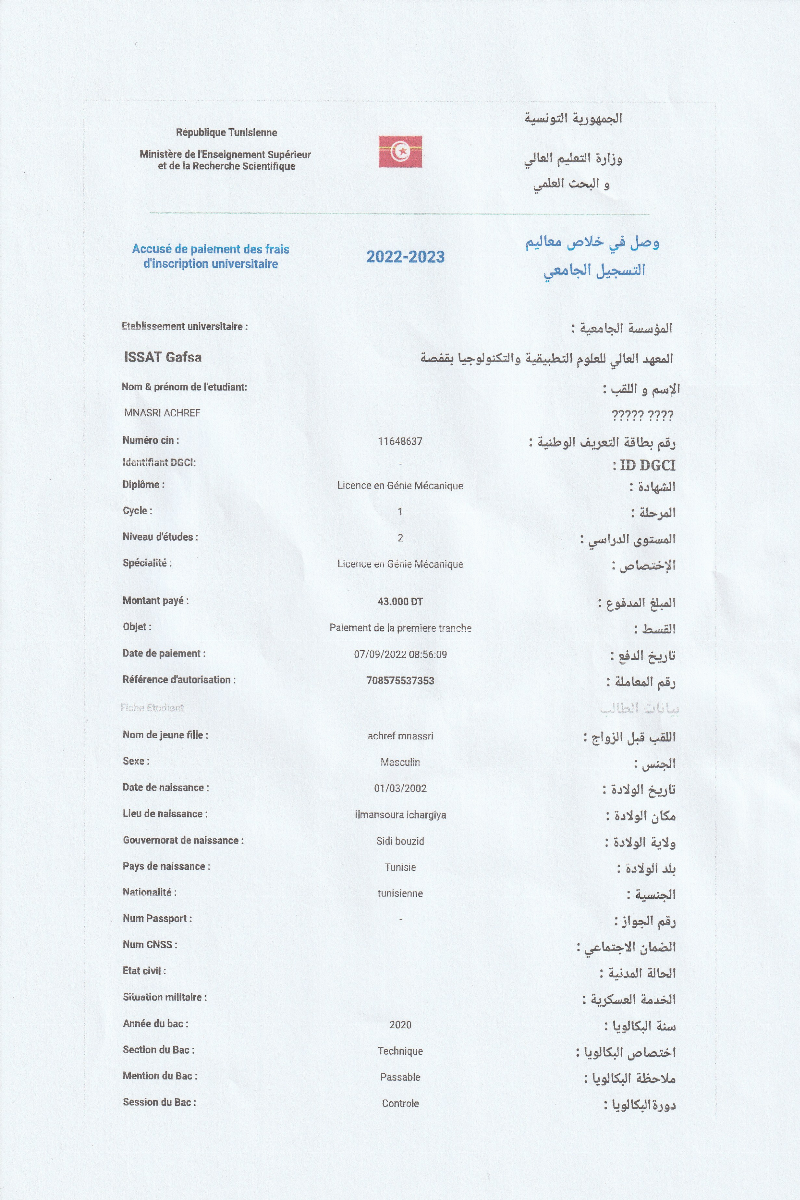 République Tunisienne
Ministère de l'Enseignement Supérieur
et de la Recherche Scientifique
الجمهورية التونسية
وزارة التعليم العالي
و البحث العلمي
Accusé de paiement des frais
d'inscription universitaire
2022-2023
وصل في خلاص معاليم
التسجيل الجامعي
Etablissement universitaire : المؤسسة الجامعية :
ISSAT Gafsa المعهد العالي للعلوم التطبيقية والتكنولوجيا بقفصة
Nom & prénom de l'etudiant: الإسم و اللقب :
MNASRI ACHREF ????? ????
Numéro cin : 11648637 رقم بطاقة التعريف الوطنية :
Identifiant DGCI: - ID DGCI :
Diplôme : Licence en Génie Mécanique الشهادة :
Cycle : 1 المرحلة :
Niveau d'études : 2 المستوى الدراسي :
Spécialité : Licence en Génie Mécanique الإختصاص :
Montant payé : 43.000 DT المبلغ المدفوع :
Objet : Paiement de la premiere tranche القسط :
Date de paiement : 07/09/2022 08:56:09 تاريخ الدفع :
Référence d'autorisation : 708575537353 رقم المعاملة :
Fiche Etudiant بيانات الطالب
Nom de jeune fille : achref mnassri اللقب قبل الزواج :
Sexe : Masculin الجنس :
Date de naissance : 01/03/2002 تاريخ الولادة :
Lieu de naissance : ilmansoura ichargiya مكان الولادة :
Gouvernorat de naissance : Sidi bouzid ولاية الولادة :
Pays de naissance : Tunisie بلد الولادة :
Nationalité : tunisienne الجنسية :
Num Passport : - رقم الجواز :
Num CNSS : الضمان الاجتماعي :
Etat civil : الحالة المدنية :
Situation militaire : الخدمة العسكرية :
Année du bac : 2020 سنة البكالويا :
Section du Bac : Technique اختصاص البكالويا :
Mention du Bac : Passable ملاحظة البكالويا :
Session du Bac : Controle دورة البكالويا :